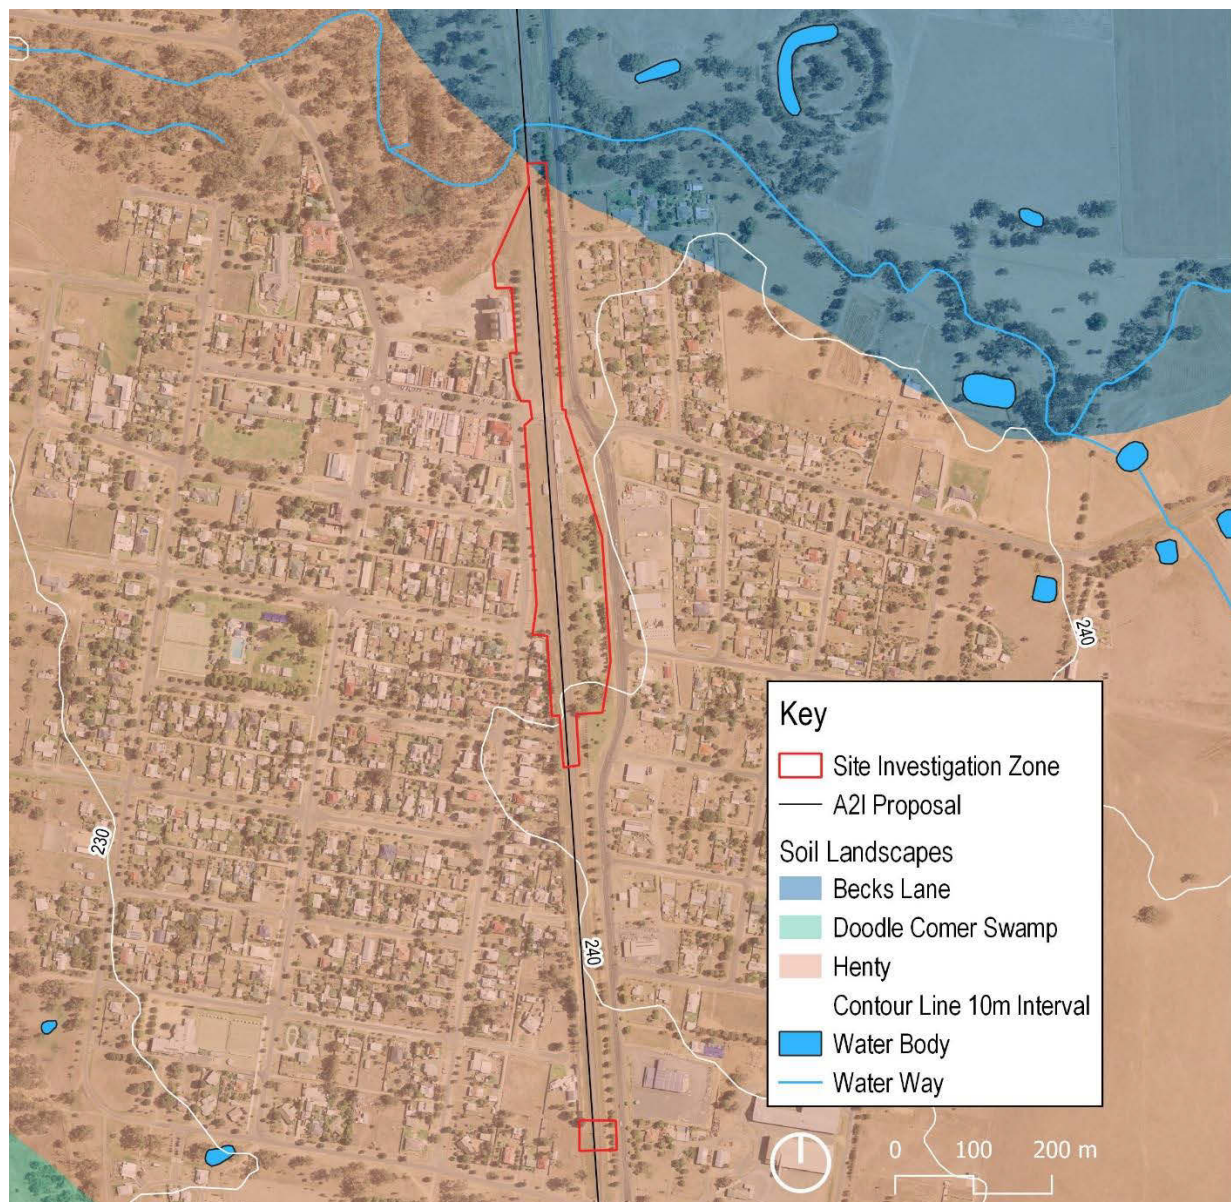 240
230
240
Key
Site Investigation Zone
A2I Proposal
Soil Landscapes
Becks Lane
Doodle Comer Swamp
Henty
Contour Line 10m Interval
Water Body
Water Way
0 100 200 m